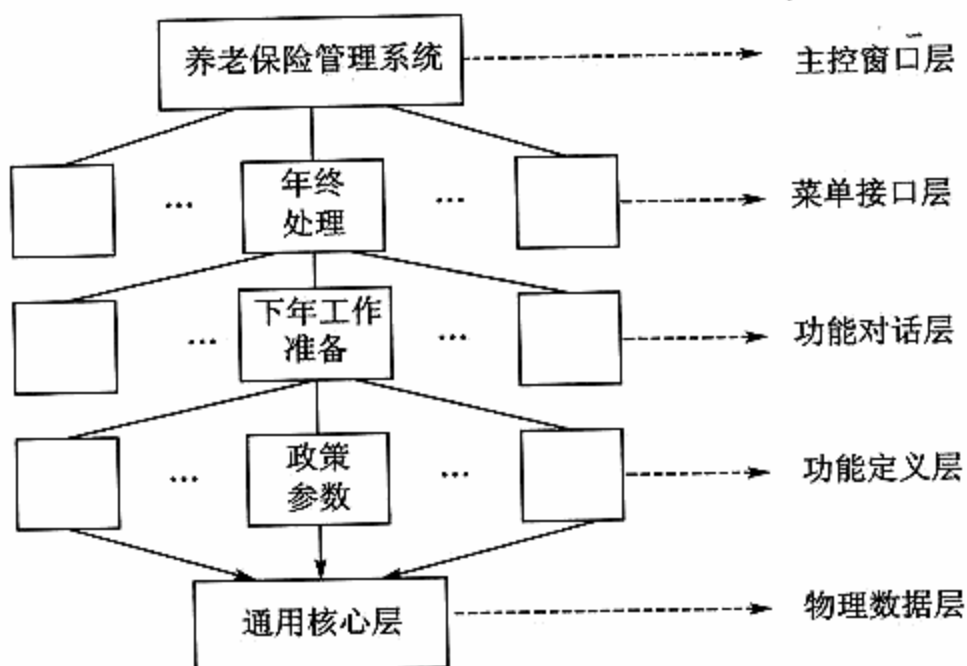 养老保险管理系统
主控窗口层
...
年终
处理
...
菜单接口层
...
下年工作
准备
...
功能对话层
...
政策
参数
...
功能定义层
通用核心层
物理数据层